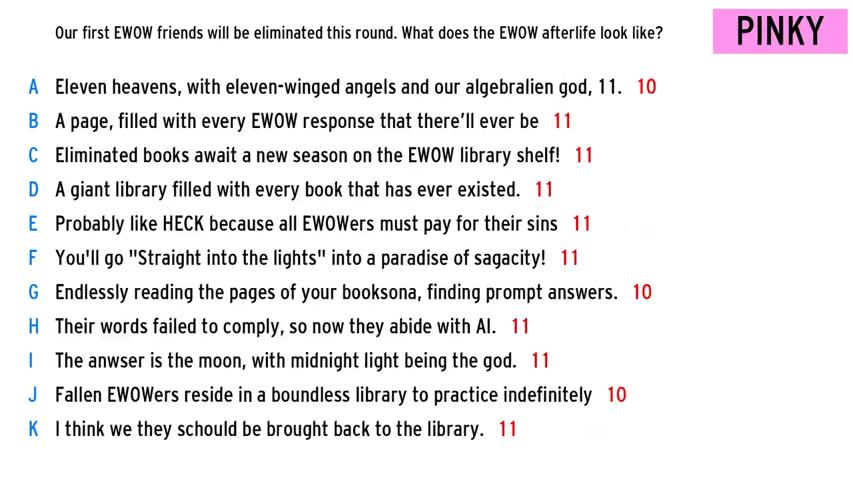 Our first EWOW friends will be eliminated this round. What does the EWOW afterlife look like?
PINKY
A Eleven heavens, with eleven-winged angels and our algebralien god, 11. 10
B A page, filled with every EWOW response that there'll ever be 11
C Eliminated books await a new season on the EWOW library shelf! 11
D A giant library filled with every book that has ever existed. 11
E Probably like HECK because all EWOWers must pay for their sins 11
F You'll go "Straight into the lights" into a paradise of sagacity! 11
G Endlessly reading the pages of your booksona, finding prompt answers. 10
H Their words failed to comply, so now they abide with AI. 11
I The anwser is the moon, with midnight light being the god. 11
J Fallen EWOWers reside in a boundless library to practice indefinitely 10
K I think we they schould be brought back to the library. 11